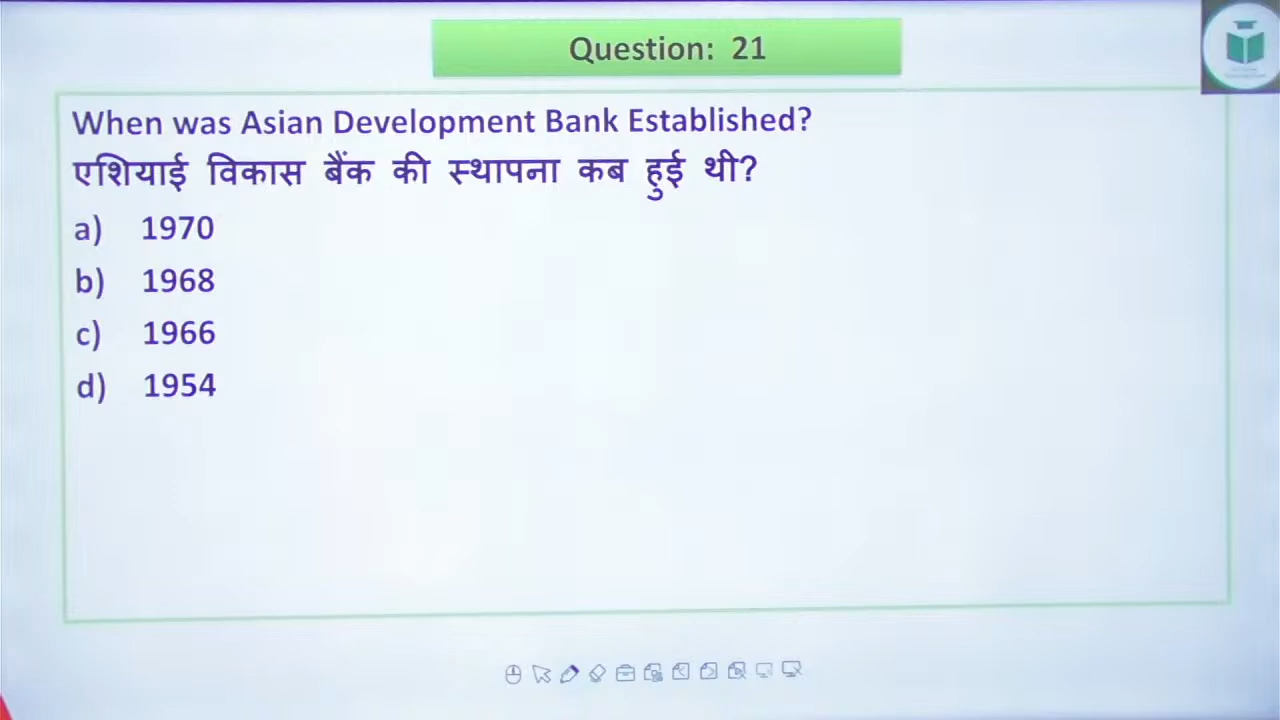 Question: 21
When was Asian Development Bank Established?
एशियाई विकास बैंक की स्थापना कब हुई थी?
a) 1970
b) 1968
c) 1966
d) 1954